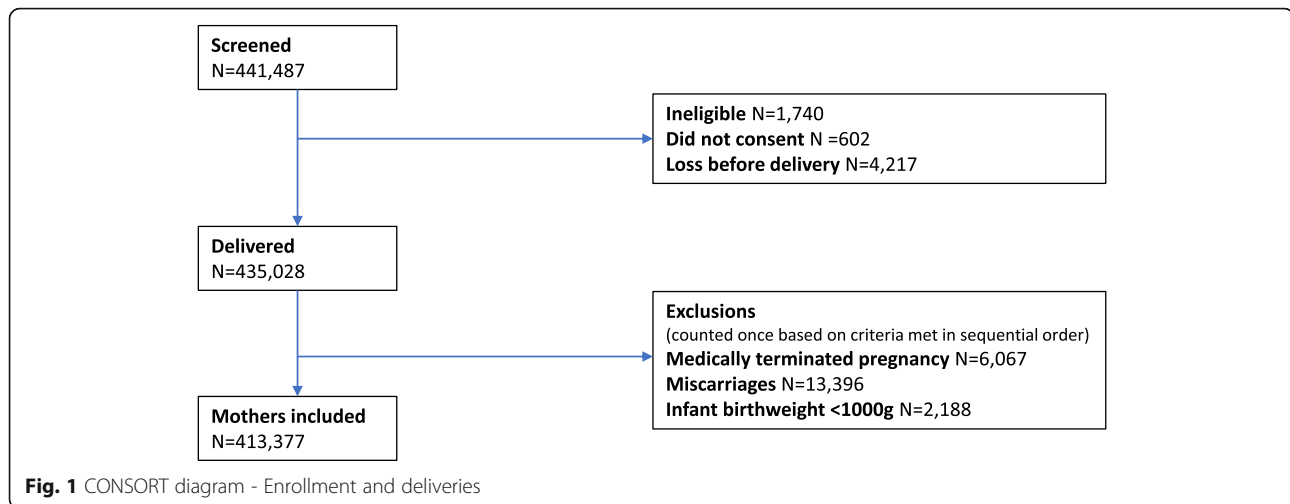 Screened
N=441,487
Ineligible N=1,740
Did not consent N =602
Loss before delivery N=4,217
Delivered
N=435,028
Exclusions
(counted once based on criteria met in sequential order)
Medically terminated pregnancy N=6,067
Miscarriages N=13,396
Infant birthweight <1000g N=2,188
Mothers included
N=413,377
Fig. 1 CONSORT diagram - Enrollment and deliveries